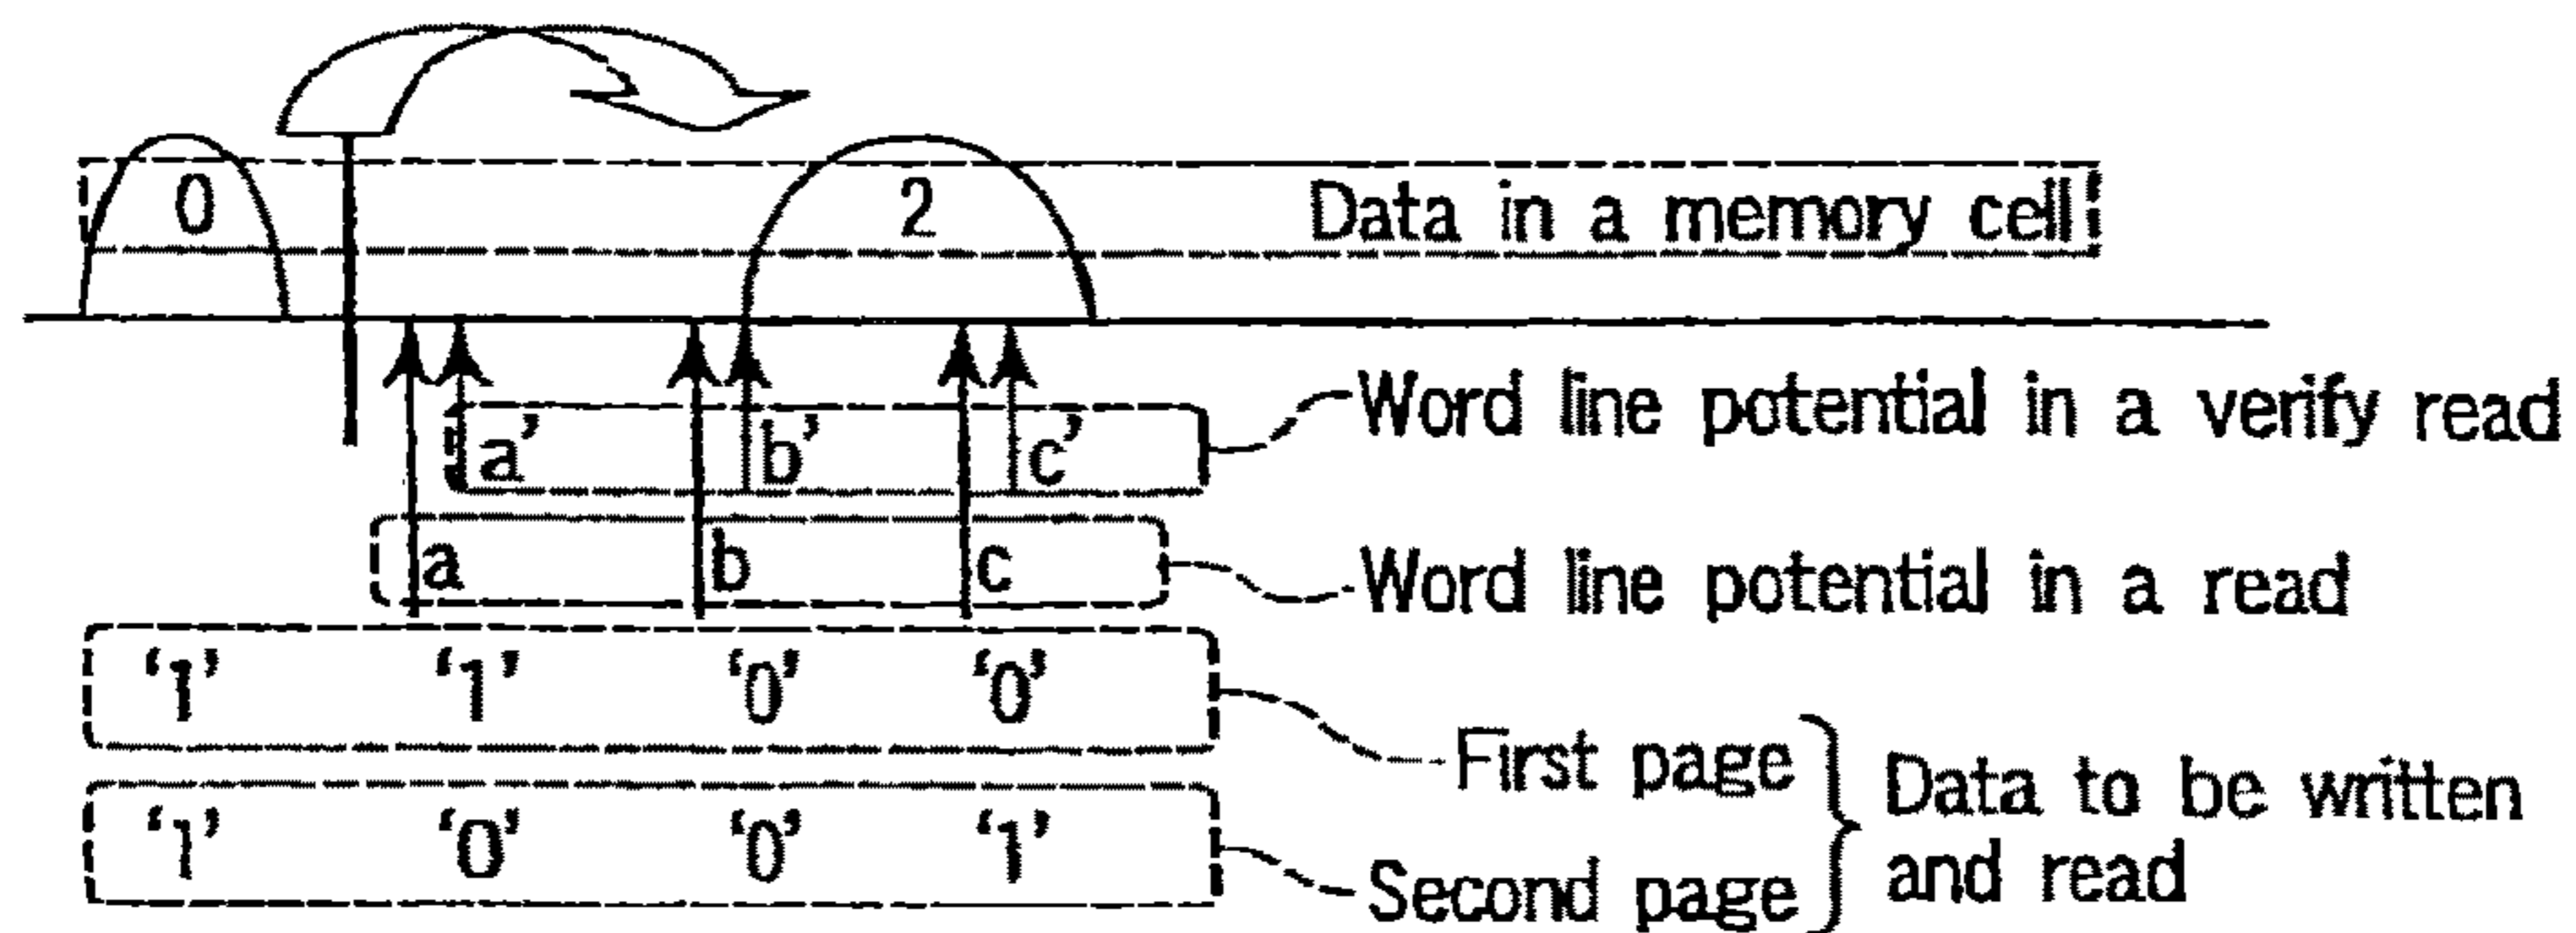 0 2 Data in a memory cell
a’ b’ c’ Word line potential in a verify read
a b c Word line potential in a read
‘1’ ‘1’ ‘0’ ‘0’
First page
‘1’ ‘0’ ‘0’ ‘1’
Second page
Data to be written
and read